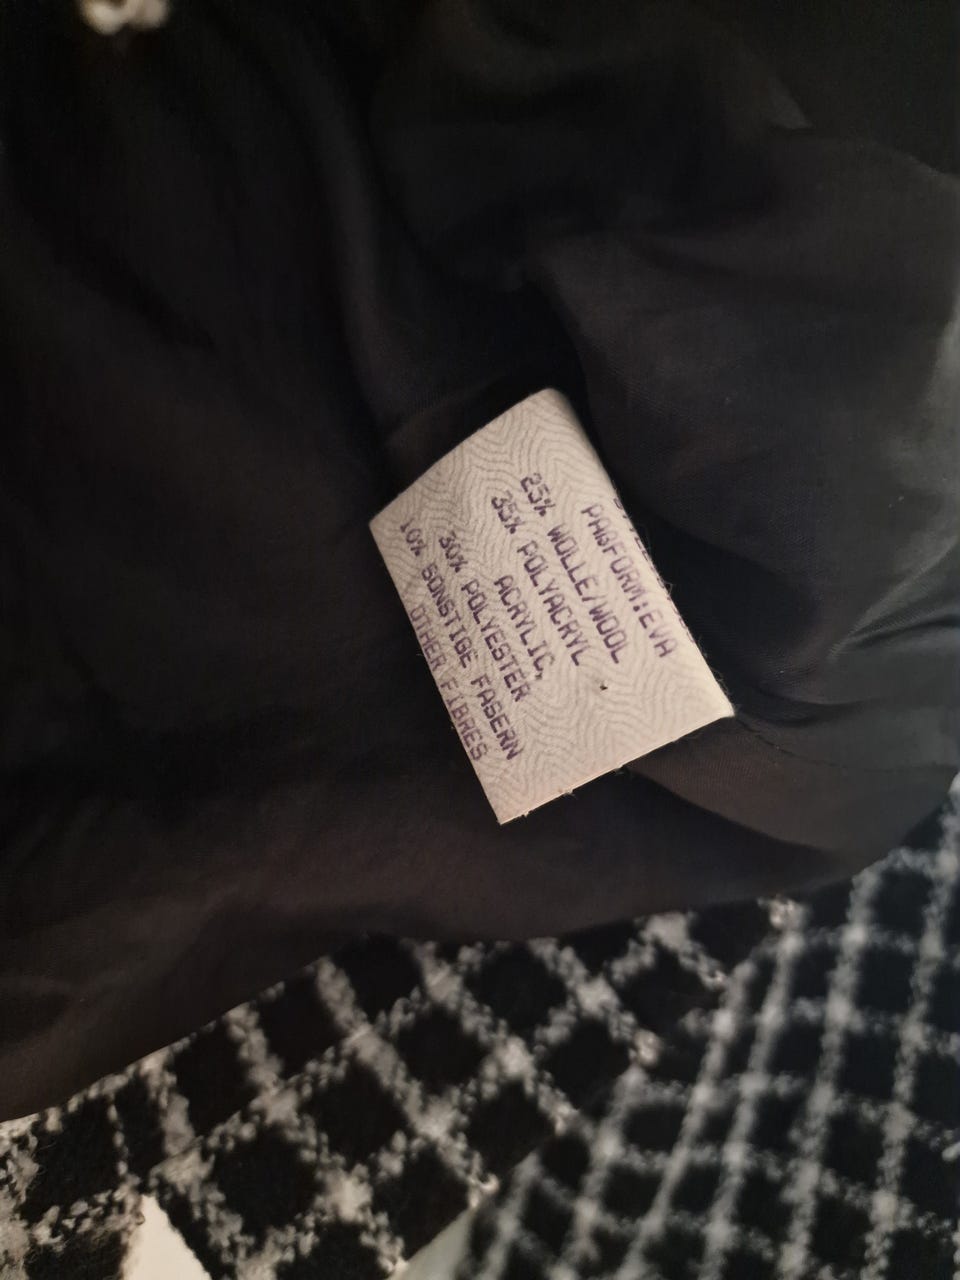 PAßFORM:EVA
25% WOLLE/WOOL
35% POLYACRYL
ACRYLIC,
30% POLYESTER
10% SONSTIGE FASERN
OTHER FIBRES